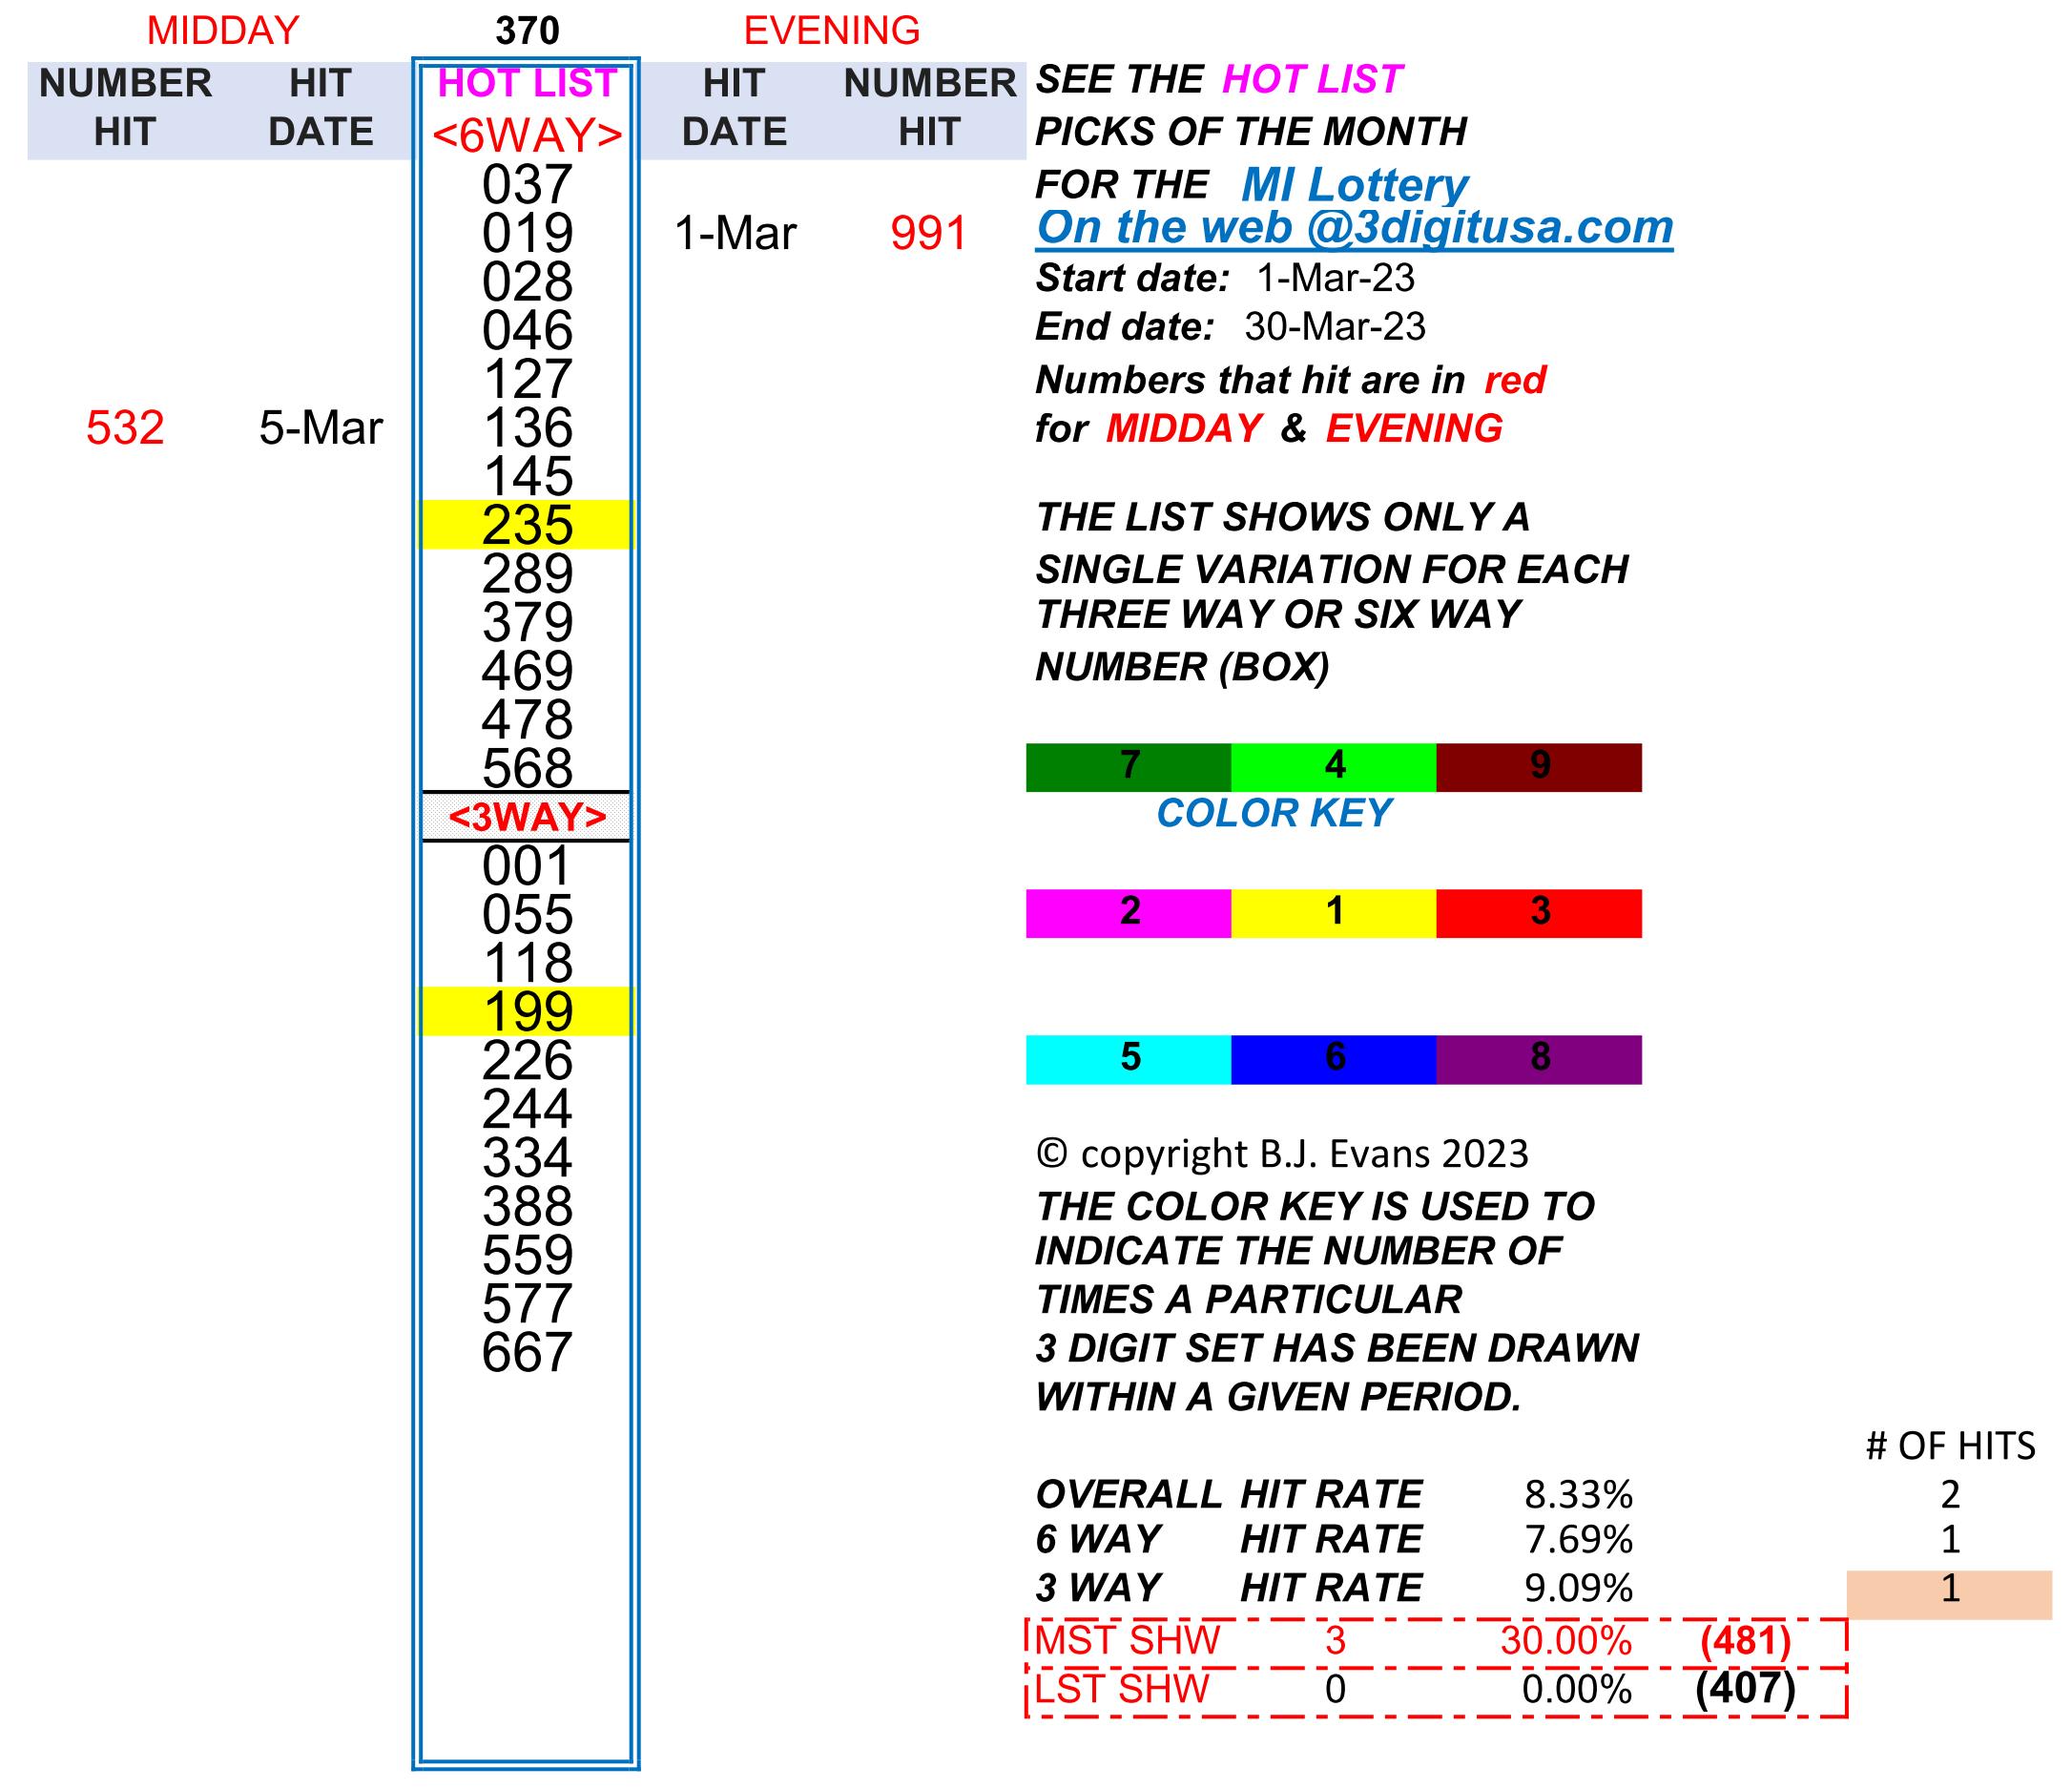 MIDDAY 370 EVENING
NUMBER HIT HOT LIST HIT NUMBER
HIT DATE <6WAY> DATE HIT
037
019 1-Mar 991
028
046
127
532 5-Mar 136
145
235
289
379
469
478
568
<3WAY>
001
055
118
199
226
244
334
388
559
577
667
SEE THE HOT LIST
PICKS OF THE MONTH
FOR THE MI Lottery
On the web @3digitusa.com
Start date: 1-Mar-23
End date: 30-Mar-23
Numbers that hit are in red
for MIDDAY & EVENING
THE LIST SHOWS ONLY A
SINGLE VARIATION FOR EACH
THREE WAY OR SIX WAY
NUMBER (BOX)
7 4 9
COLOR KEY
2 1 3
5 6 8
© copyright B.J. Evans 2023
THE COLOR KEY IS USED TO
INDICATE THE NUMBER OF
TIMES A PARTICULAR
3 DIGIT SET HAS BEEN DRAWN
WITHIN A GIVEN PERIOD.
# OF HITS
OVERALL HIT RATE 8.33% 2
6 WAY HIT RATE 7.69% 1
3 WAY HIT RATE 9.09% 1
MST SHW 3 30.00% (481)
LST SHW 0 0.00% (407)